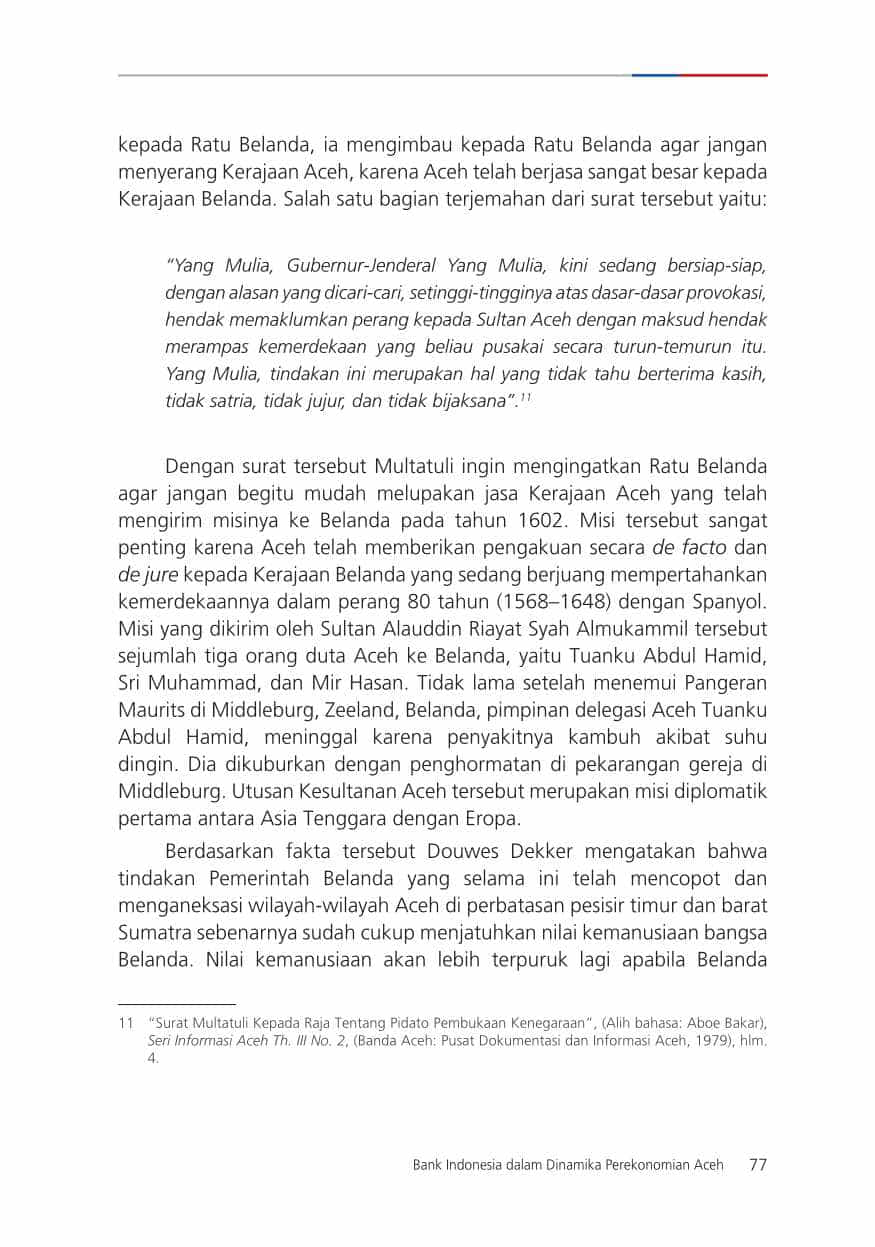 kepada Ratu Belanda, ia mengimbau kepada Ratu Belanda agar jangan
menyerang Kerajaan Aceh, karena Aceh telah berjasa sangat besar kepada
Kerajaan Belanda. Salah satu bagian terjemahan dari surat tersebut yaitu:
“Yang Mulia, Gubernur-Jenderal Yang Mulia, kini sedang bersiap-siap,
dengan alasan yang dicari-cari, setinggi-tingginya atas dasar-dasar provokasi,
hendak memaklumkan perang kepada Sultan Aceh dengan maksud hendak
merampas kemerdekaan yang beliau pusakai secara turun-temurun itu.
Yang Mulia, tindakan ini merupakan hal yang tidak tahu berterima kasih,
tidak satria, tidak jujur, dan tidak bijaksana”.11
Dengan surat tersebut Multatuli ingin mengingatkan Ratu Belanda
agar jangan begitu mudah melupakan jasa Kerajaan Aceh yang telah
mengirim misinya ke Belanda pada tahun 1602. Misi tersebut sangat
penting karena Aceh telah memberikan pengakuan secara de facto dan
de jure kepada Kerajaan Belanda yang sedang berjuang mempertahankan
kemerdekaannya dalam perang 80 tahun (1568–1648) dengan Spanyol.
Misi yang dikirim oleh Sultan Alauddin Riayat Syah Almukammil tersebut
sejumlah tiga orang duta Aceh ke Belanda, yaitu Tuanku Abdul Hamid,
Sri Muhammad, dan Mir Hasan. Tidak lama setelah menemui Pangeran
Maurits di Middleburg, Zeeland, Belanda, pimpinan delegasi Aceh Tuanku
Abdul Hamid, meninggal karena penyakitnya kambuh akibat suhu
dingin. Dia dikuburkan dengan penghormatan di pekarangan gereja di
Middleburg. Utusan Kesultanan Aceh tersebut merupakan misi diplomatik
pertama antara Asia Tenggara dengan Eropa.
Berdasarkan fakta tersebut Douwes Dekker mengatakan bahwa
tindakan Pemerintah Belanda yang selama ini telah mencopot dan
menganeksasi wilayah-wilayah Aceh di perbatasan pesisir timur dan barat
Sumatra sebenarnya sudah cukup menjatuhkan nilai kemanusiaan bangsa
Belanda. Nilai kemanusiaan akan lebih terpuruk lagi apabila Belanda
11 “Surat Multatuli Kepada Raja Tentang Pidato Pembukaan Kenegaraan”, (Alih bahasa: Aboe Bakar),
Seri Informasi Aceh Th. III No. 2, (Banda Aceh: Pusat Dokumentasi dan Informasi Aceh, 1979), hlm.
4.
Bank Indonesia dalam Dinamika Perekonomian Aceh 77